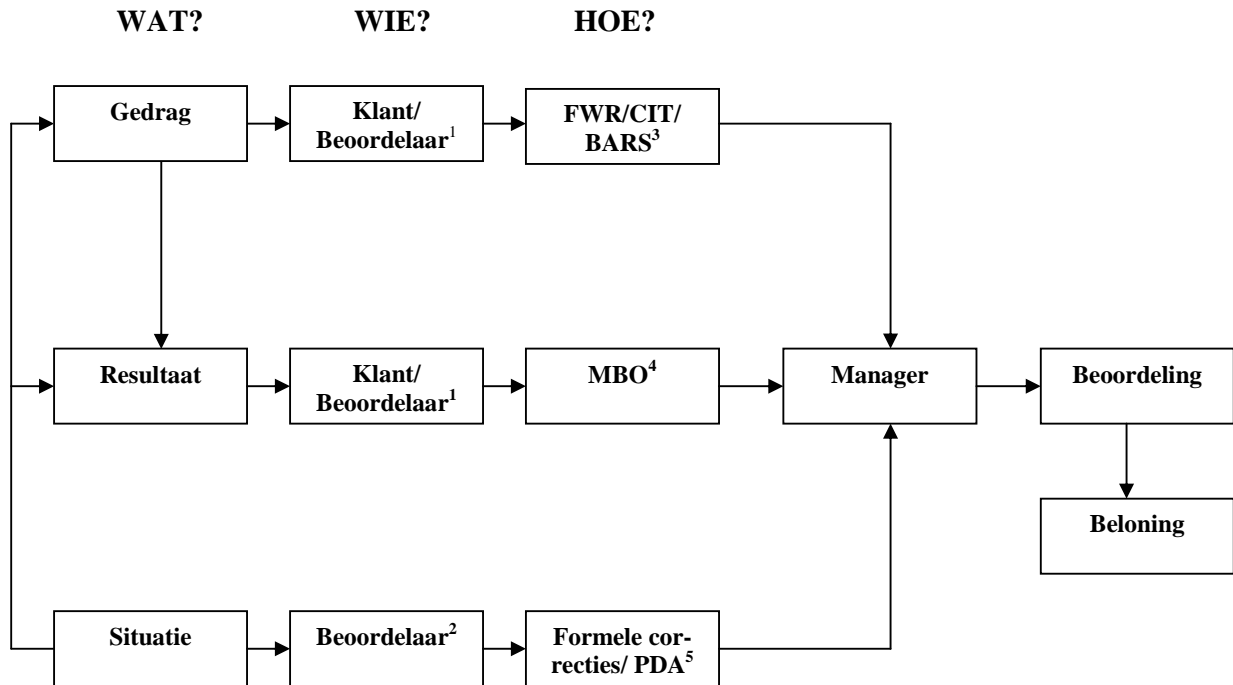 WAT? WIE? HOE?
Gedrag
Klant/
Beoordelaar¹
FWR/CIT/
BARS³
Resultaat
Klant/
Beoordelaar¹
MBO⁴
Manager
Beoordeling
Beloning
Situatie
Beoordelaar²
Formele cor-
recties/ PDA⁵